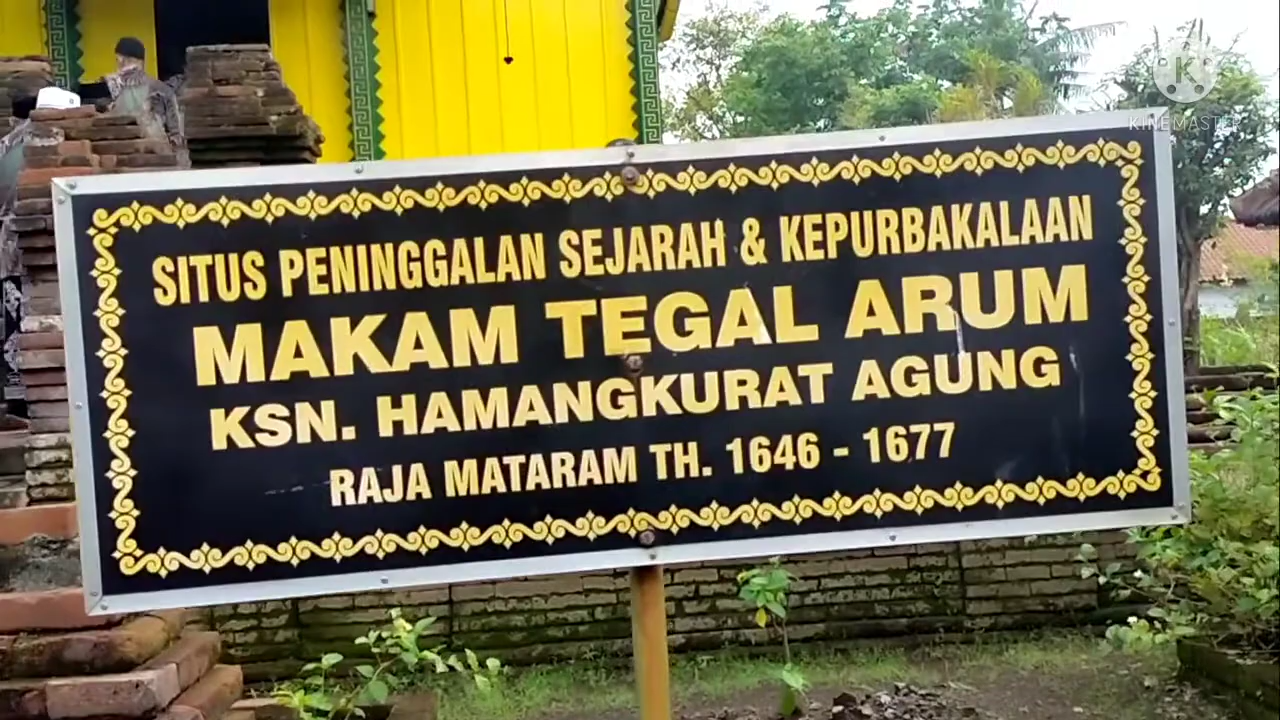 KINEMASTER
SITUS PENINGGALAN SEJARAH & KEPURBAKALAAN
MAKAM TEGAL ARUM
KSN. HAMANGKURAT AGUNG
RAJA MATARAM TH. 1646 - 1677